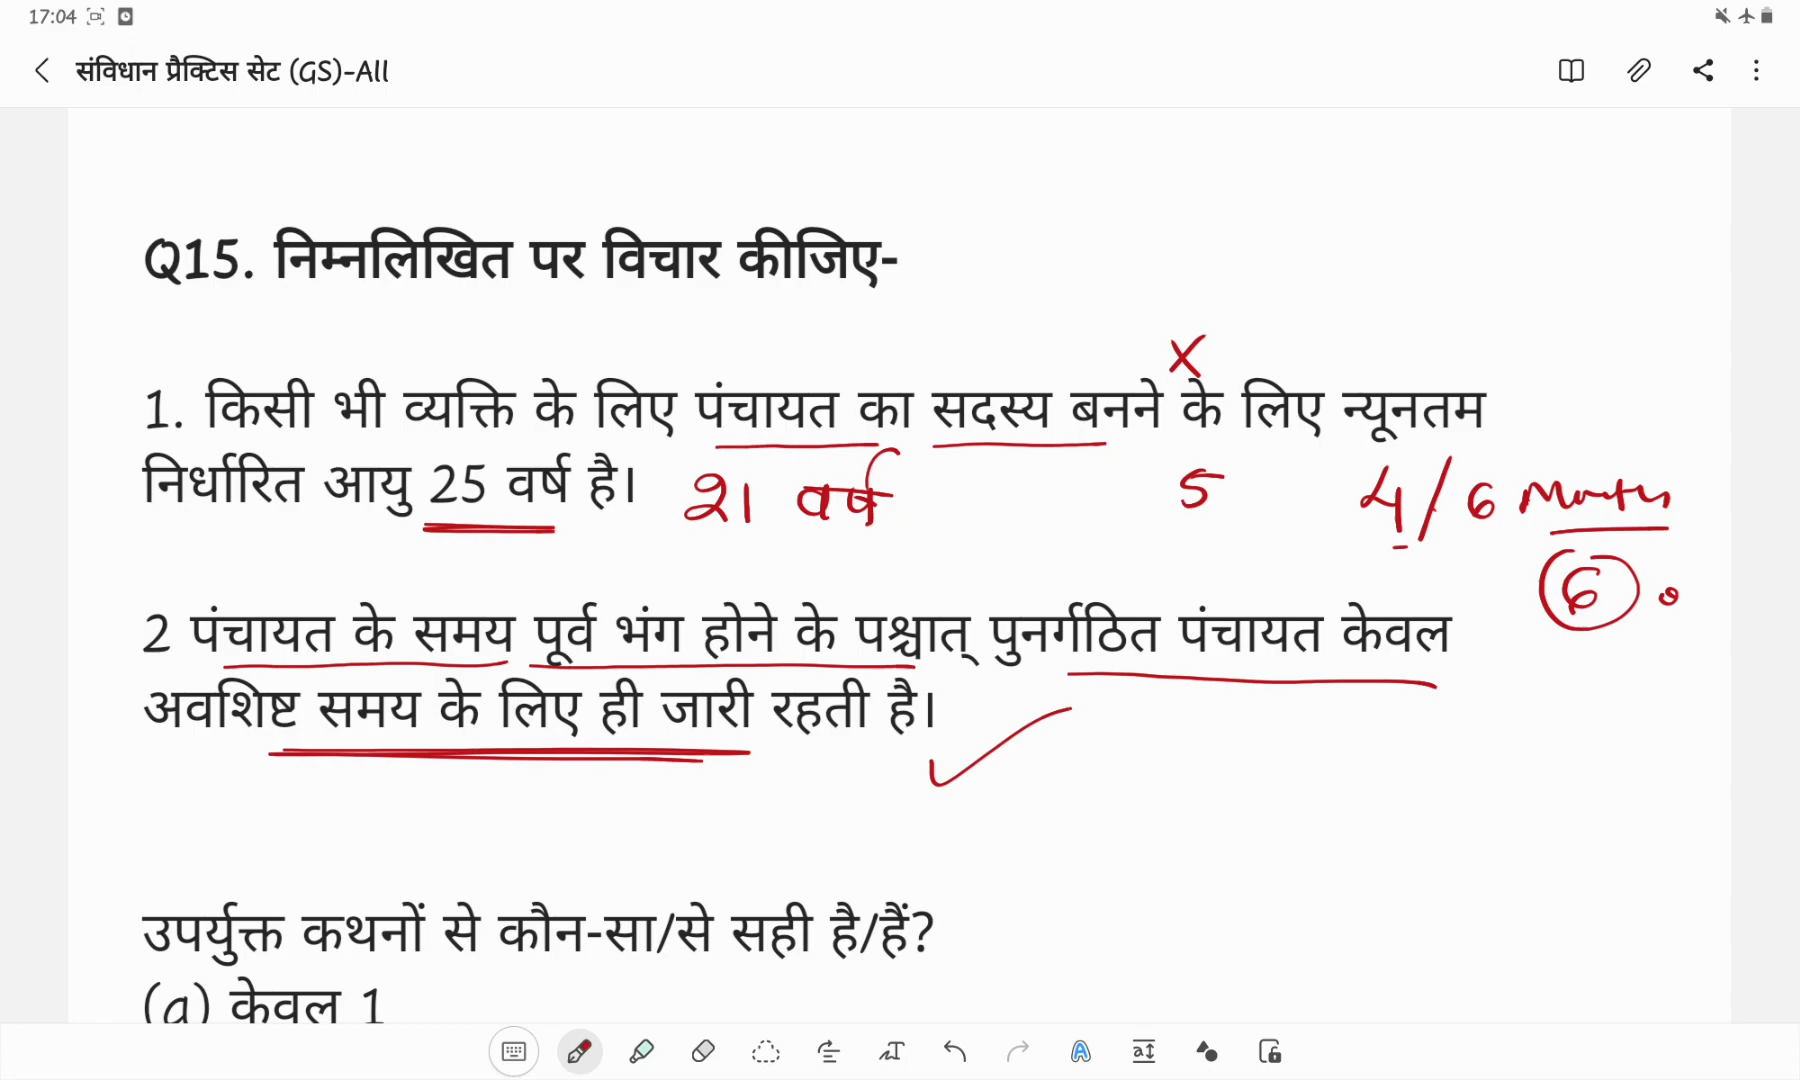 17:04
संविधान प्रैक्टिस सेट (GS)-All
Q15. निम्नलिखित पर विचार कीजिए-
X
1. किसी भी व्यक्ति के लिए पंचायत का सदस्य बनने के लिए न्यूनतम
निर्धारित आयु 25 वर्ष है। 21 वर्ष 5 4/6 Month
6
2 पंचायत के समय पूर्व भंग होने के पश्चात् पुनर्गठित पंचायत केवल
अवशिष्ट समय के लिए ही जारी रहती है।
उपर्युक्त कथनों से कौन-सा/से सही है/हैं?
(a) केवल 1